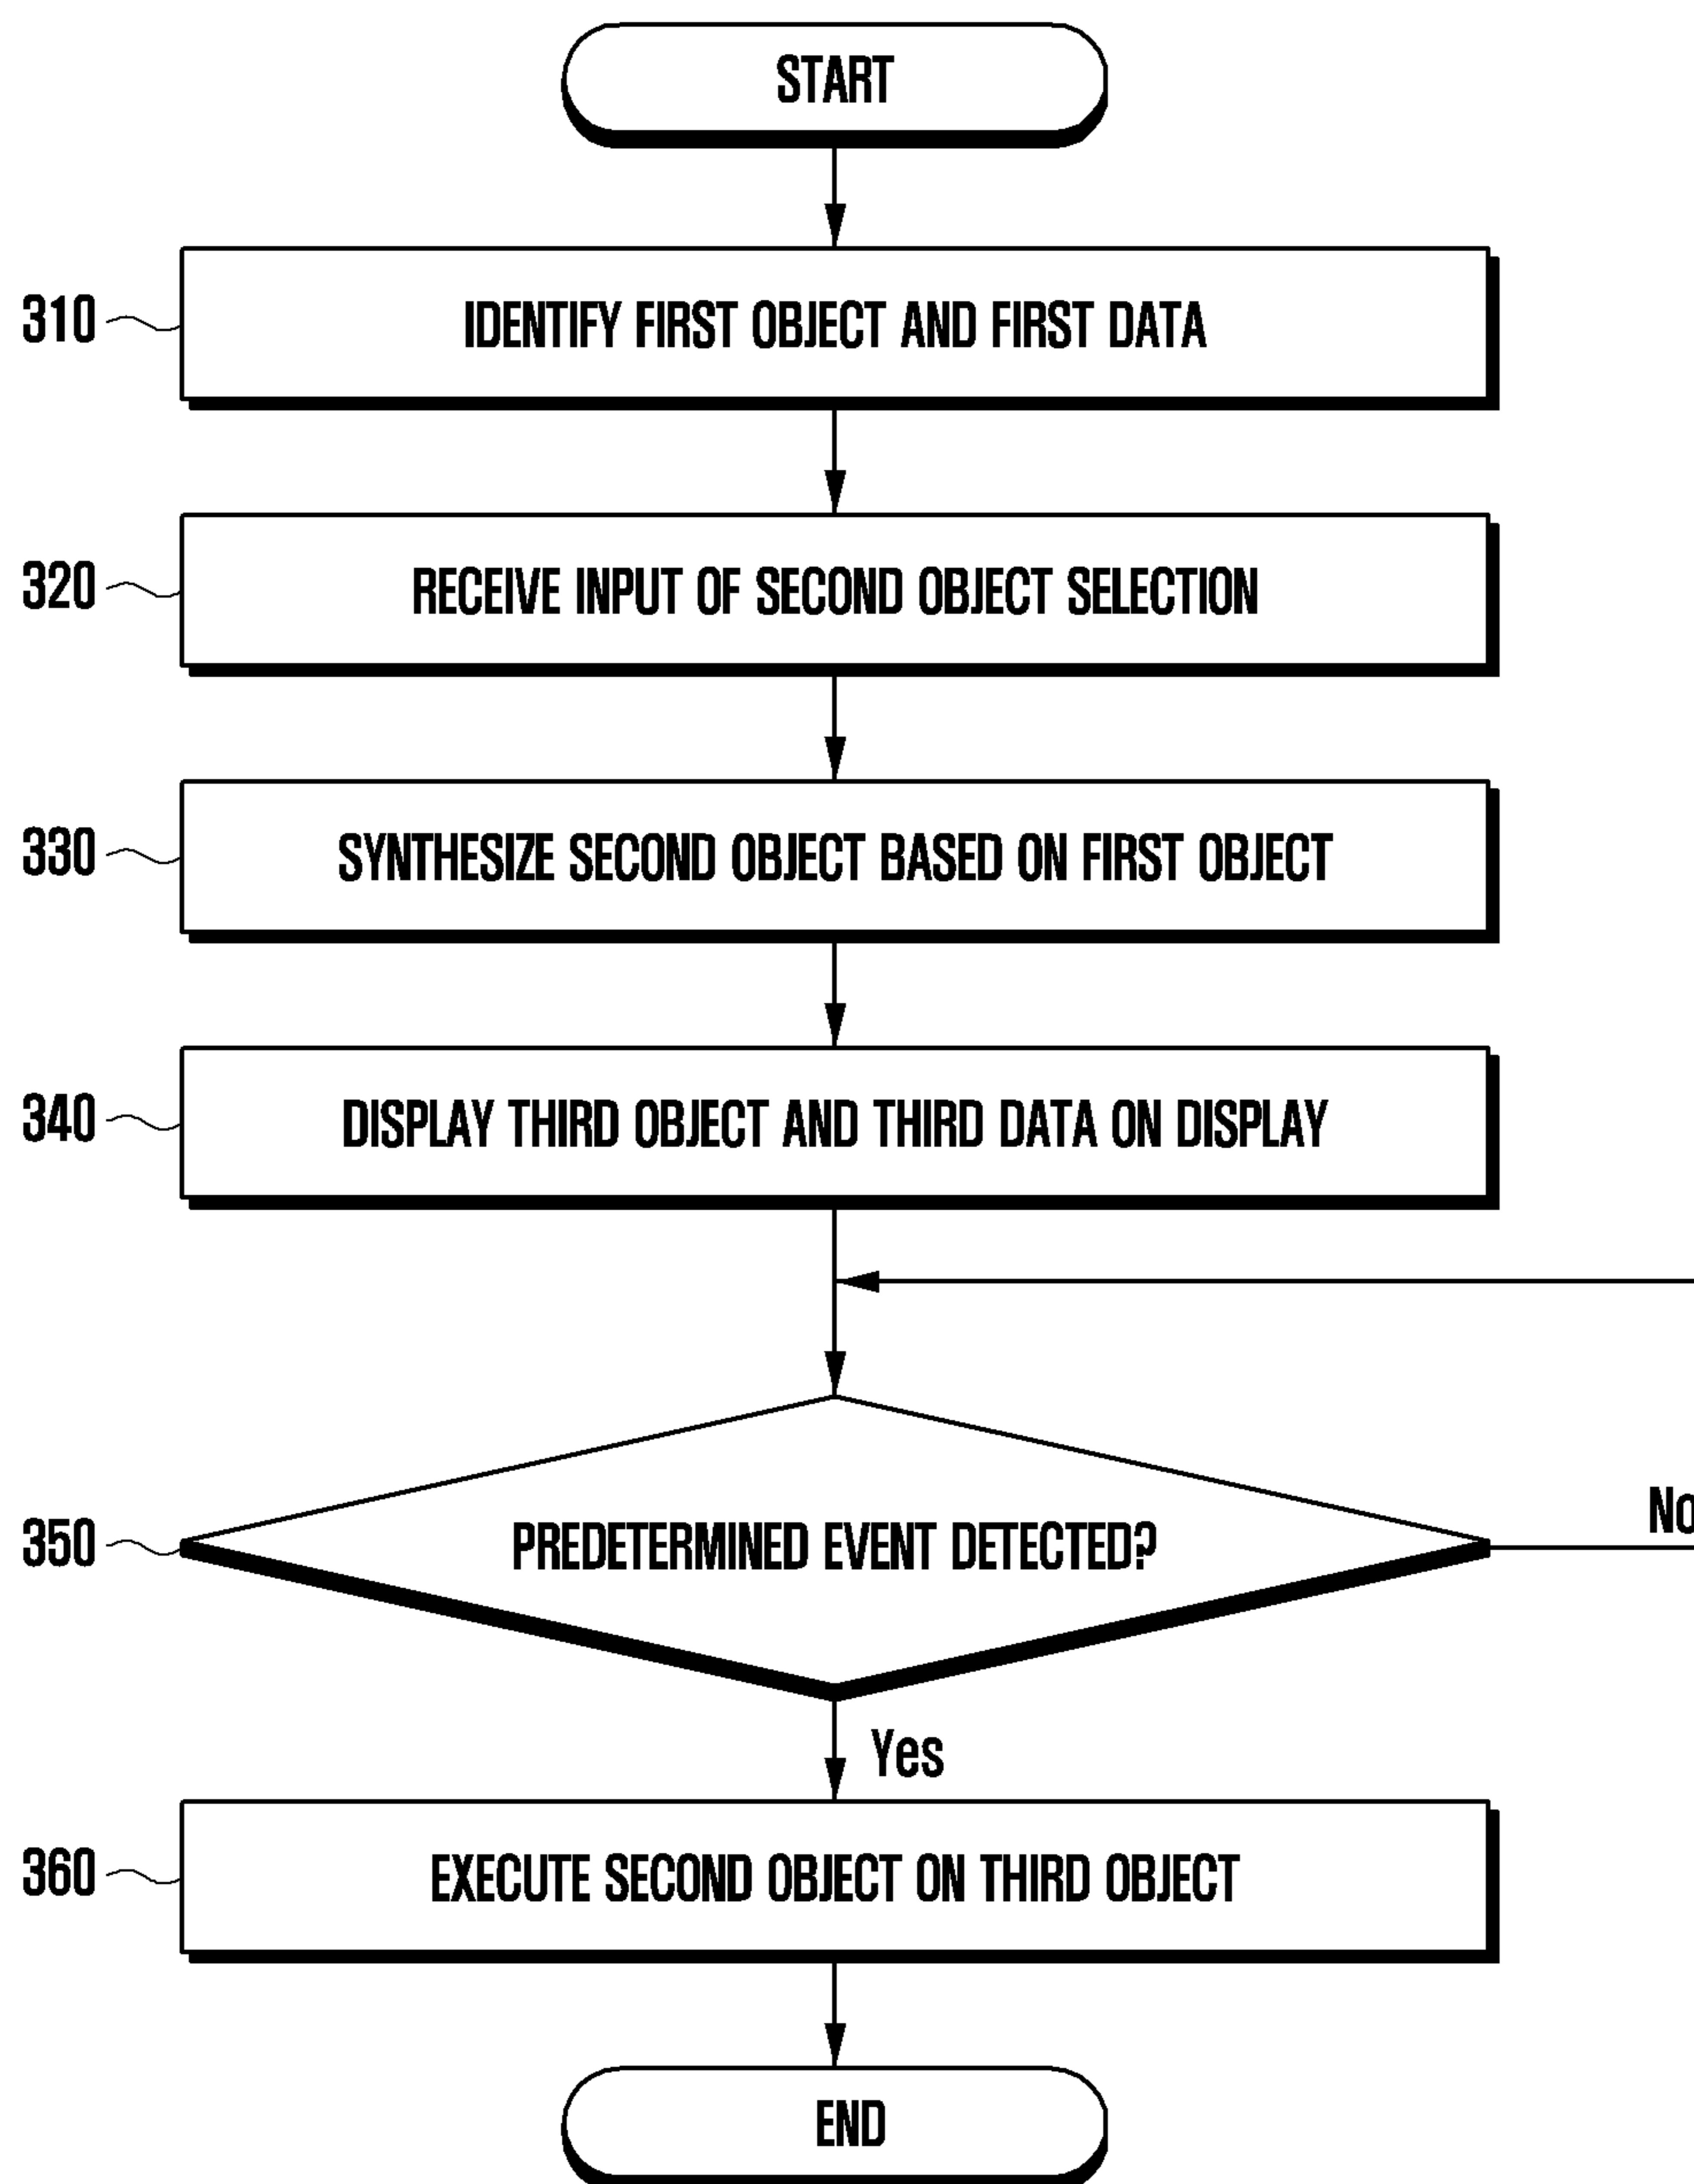 START
310 IDENTIFY FIRST OBJECT AND FIRST DATA
320 RECEIVE INPUT OF SECOND OBJECT SELECTION
330 SYNTHESIZE SECOND OBJECT BASED ON FIRST OBJECT
340 DISPLAY THIRD OBJECT AND THIRD DATA ON DISPLAY
No
350 PREDETERMINED EVENT DETECTED?
Yes
360 EXECUTE SECOND OBJECT ON THIRD OBJECT
END